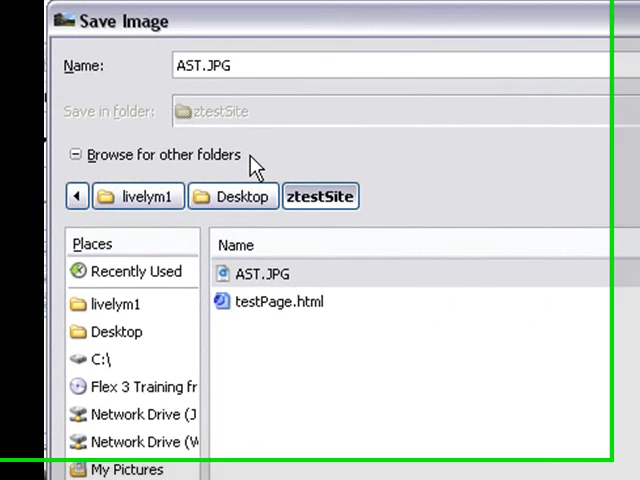 Save Image
Name: AST.JPG
Save in folder: ztestSite
Browse for other folders
livelym1 Desktop ztestSite
Places Name
Recently Used AST.JPG
livelym1 testPage.html
Desktop
C:\
Flex 3 Training fr
Network Drive (J
Network Drive (W
My Pictures